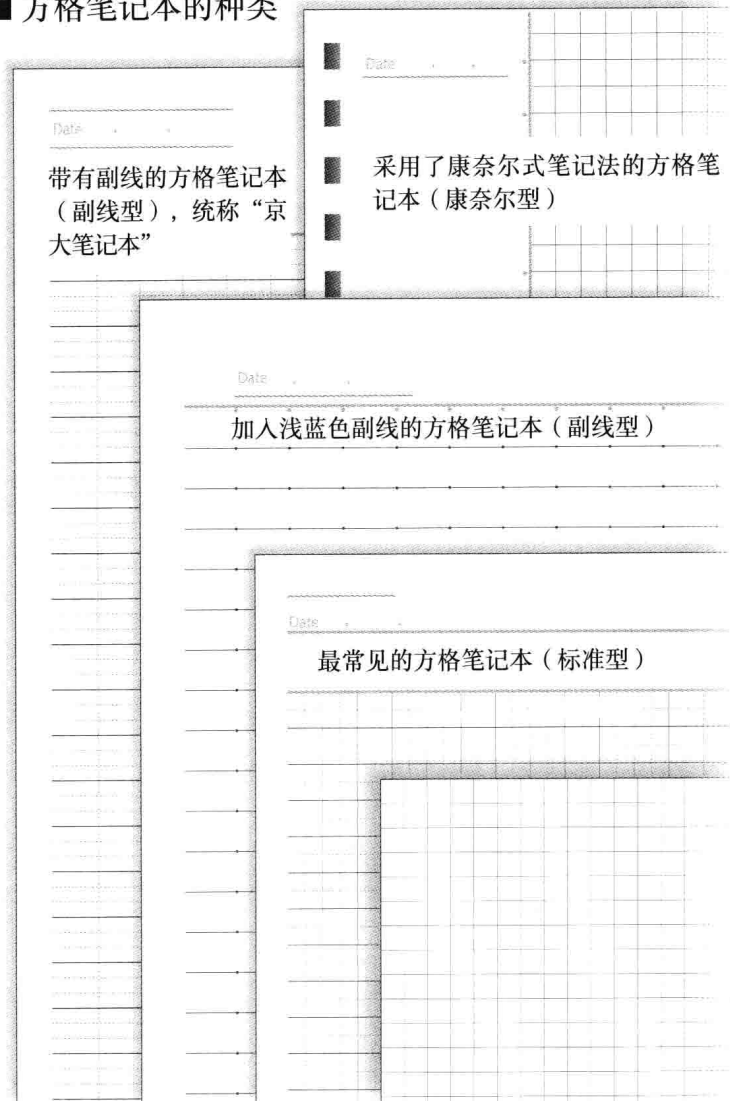 方格笔记本的种类
Date
采用了康奈尔式笔记法的方格笔
记本（康奈尔型）
Date
带有副线的方格笔记本
（副线型），统称“京
大笔记本”
Date
加入浅蓝色副线的方格笔记本（副线型）
Date
最常见的方格笔记本（标准型）